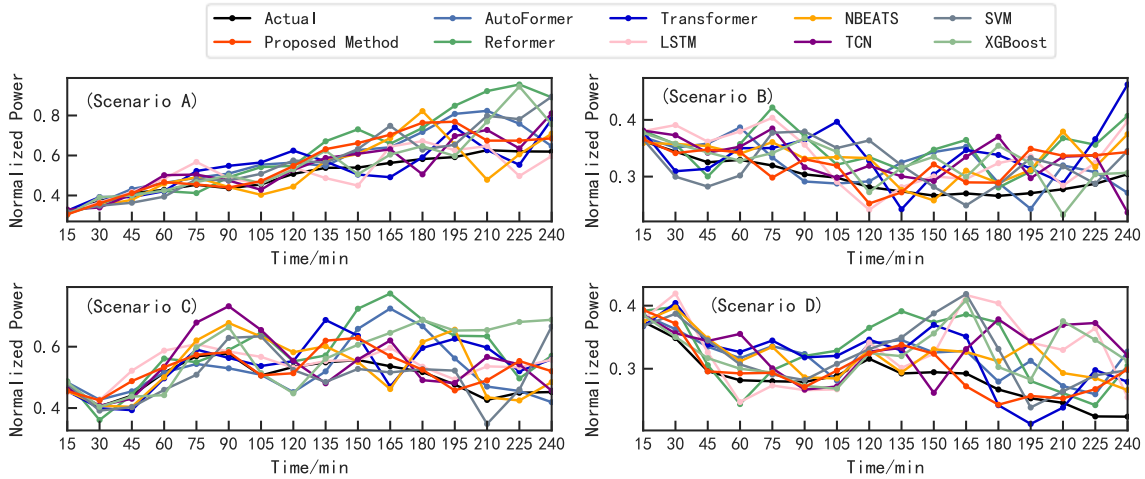 Actual AutoFormer Transformer NBEATS SVM
Proposed Method Reformer LSTM TCN XGBoost
(Scenario A)
Normalized Power
0.8
0.6
0.4
15 30 45 60 75 90 105 120 135 150 165 180 195 210 225 240
Time/min
(Scenario B)
Normalized Power
0.4
0.3
15 30 45 60 75 90 105 120 135 150 165 180 195 210 225 240
Time/min
(Scenario C)
Normalized Power
0.6
0.4
15 30 45 60 75 90 105 120 135 150 165 180 195 210 225 240
Time/min
(Scenario D)
Normalized Power
0.4
0.3
15 30 45 60 75 90 105 120 135 150 165 180 195 210 225 240
Time/min